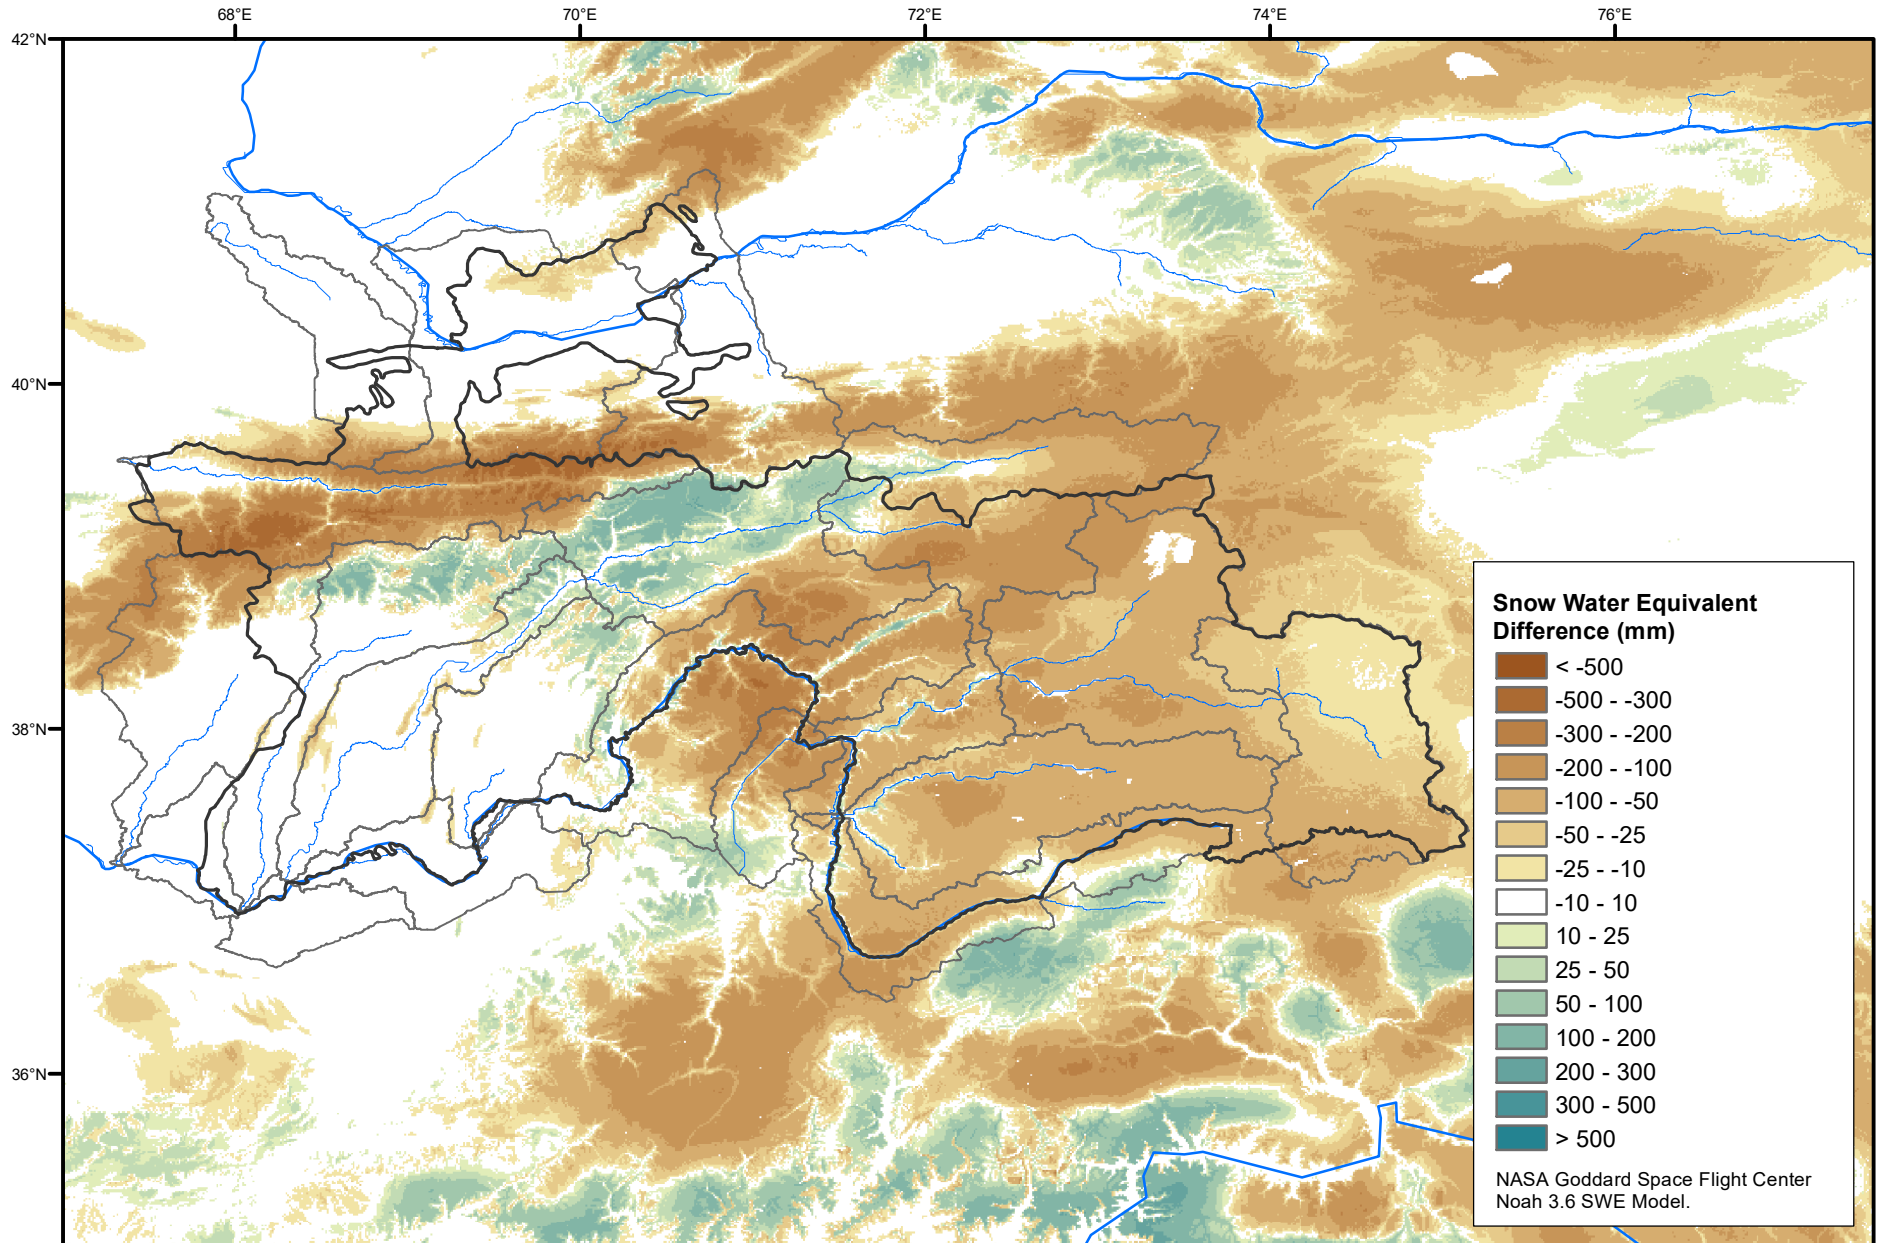 68°E
70°E
72°E
74°E
76°E
42°N
40°N
38°N
36°N
Snow Water Equivalent
Difference (mm)
< -500
-500 - -300
-300 - -200
-200 - -100
-100 - -50
-50 - -25
-25 - -10
-10 - 10
10 - 25
25 - 50
50 - 100
100 - 200
200 - 300
300 - 500
> 500
NASA Goddard Space Flight Center
Noah 3.6 SWE Model.